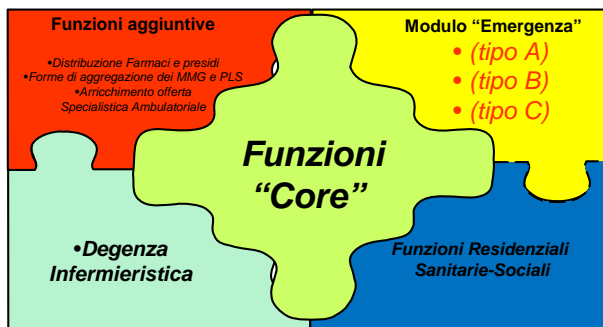 Funzioni aggiuntive
•Distribuzione Farmaci e presidi
•Forme di aggregazione dei MMG e PLS
•Arricchimento offerta
Specialistica Ambulatoriale
Modulo “Emergenza”
• (tipo A)
• (tipo B)
• (tipo C)
Funzioni
“Core”
•Degenza
Infermieristica
Funzioni Residenziali
Sanitarie-Sociali